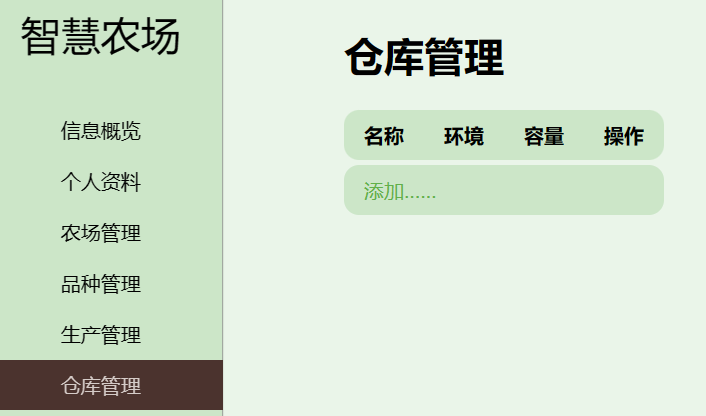 智慧农场
信息概览
个人资料
农场管理
品种管理
生产管理
仓库管理
仓库管理
名称 环境 容量 操作
添加……